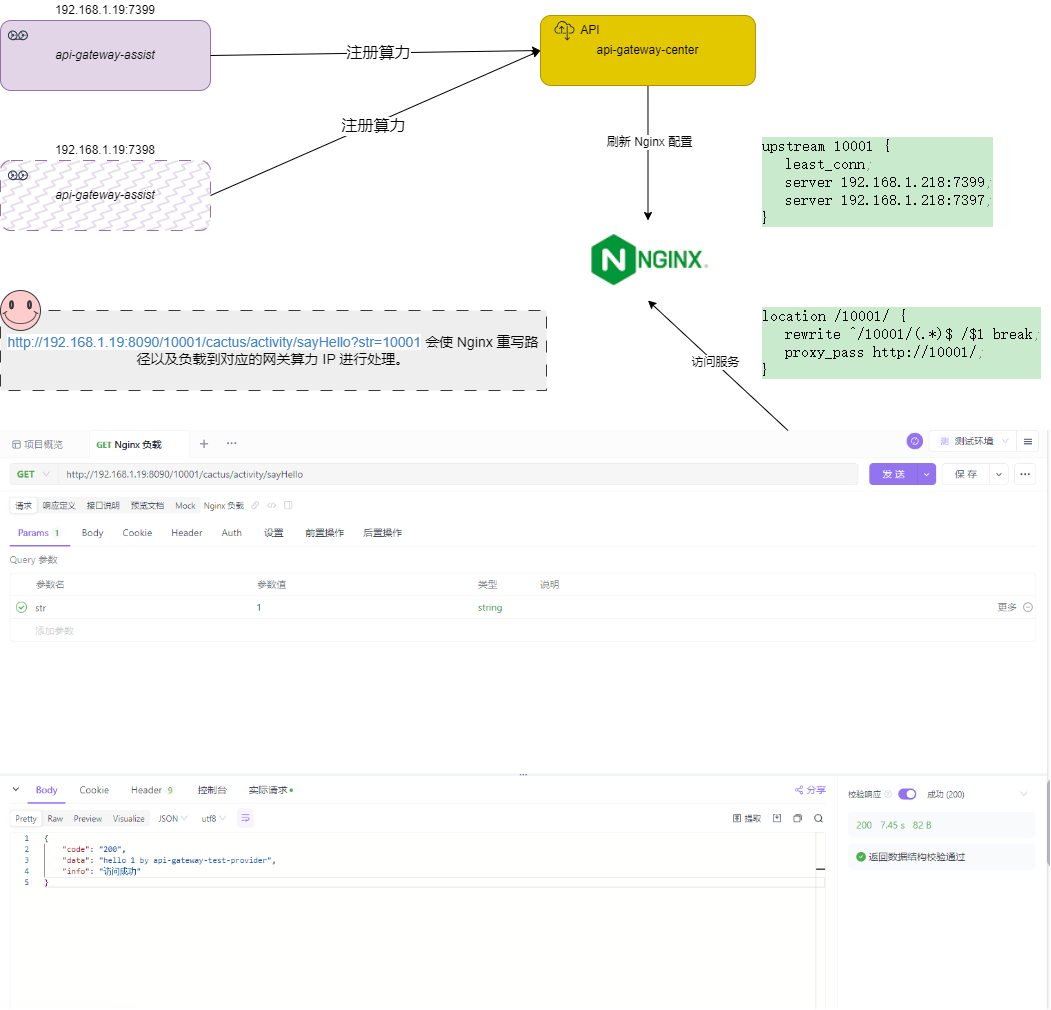 192.168.1.19:7399
api-gateway-assist
注册算力
API
api-gateway-center
注册算力
192.168.1.19:7398
api-gateway-assist
刷新 Nginx 配置
upstream 10001 {
least_conn;
server 192.168.1.218:7399;
server 192.168.1.218:7397;
}
NGINX
http://192.168.1.19:8090/10001/cactus/activity/sayHello?str=10001 会使 Nginx 重写路
径以及负载到对应的网关算力 IP 进行处理。
location /10001/ {
rewrite ^/10001/(.*)$ /$1 break;
proxy_pass http://10001/;
}
访问服务
项目概览 GET Nginx 负载 + ···
测 测试环境
GET http://192.168.1.19:8090/10001/cactus/activity/sayHello 发 送 保 存 ···
请求 响应定义 接口说明 预览文档 Mock Nginx 负载
Params 1 Body Cookie Header Auth 设置 前置操作 后置操作
Query 参数
参数名 参数值 类型 说明
str 1 string 更多
添加参数
Body Cookie Header 9 控制台 实际请求 分享
校验响应 成功 (200)
Pretty Raw Preview Visualize JSON utf8 提取
200 7.45 s 82 B
1 {
2 "code": "200",
3 "data": "hello 1 by api-gateway-test-provider",
4 "info": "访问成功"
5 }
返回数据结构校验通过